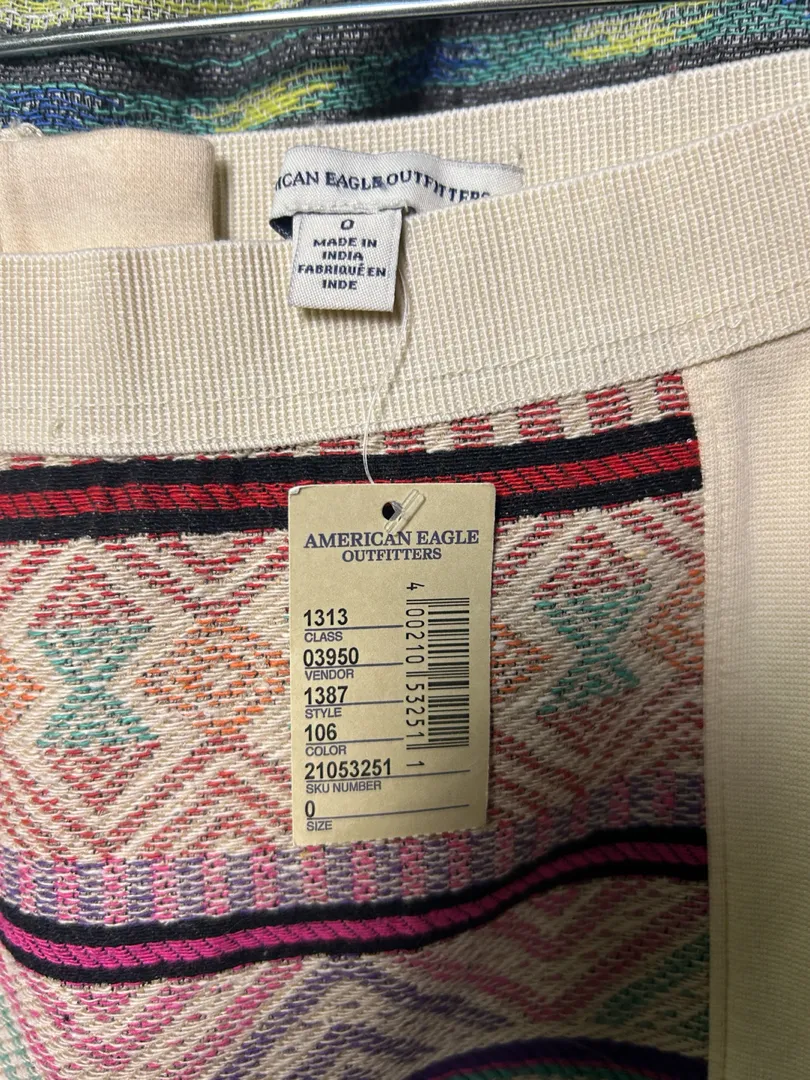 ICAN EAGLE OUTFITTERS
0
MADE IN
INDIA
FABRIQUÉ EN
INDE
AMERICAN EAGLE
OUTFITTERS
1313
CLASS
03950
VENDOR
1387
STYLE
106
COLOR
21053251
SKU NUMBER
0
SIZE
4 00210 53251 1